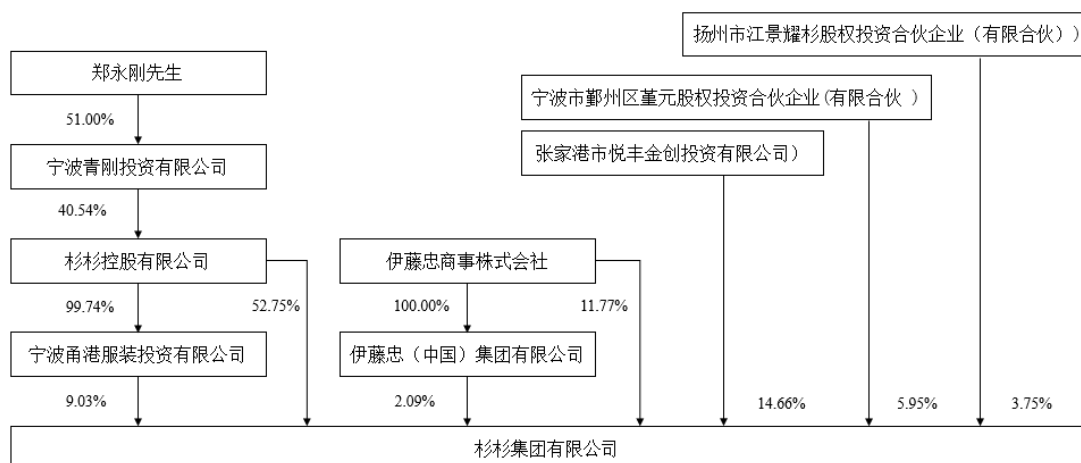 扬州市江景耀杉股权投资合伙企业（有限合伙））
郑永刚先生
宁波市鄞州区堇元股权投资合伙企业(有限合伙 ）
51.00%
张家港市悦丰金创投资有限公司）
宁波青刚投资有限公司
40.54%
杉杉控股有限公司
伊藤忠商事株式会社
99.74%
52.75%
100.00%
11.77%
宁波甬港服装投资有限公司
伊藤忠（中国）集团有限公司
9.03%
2.09%
14.66%
5.95%
3.75%
杉杉集团有限公司